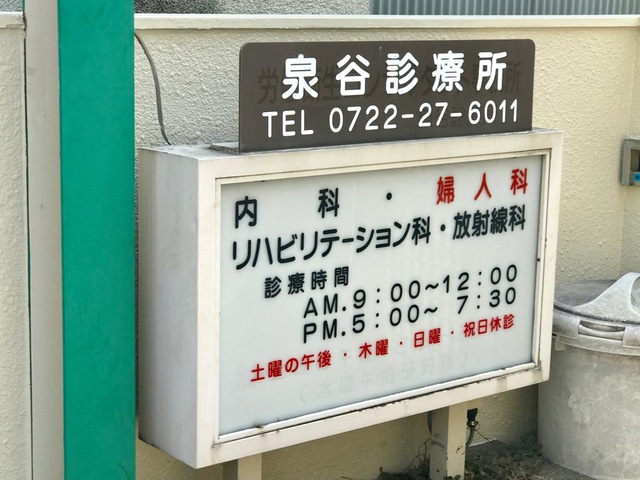 泉谷診療所
TEL 0722-27-6011
内科・婦人科
リハビリテーション科・放射線科
診療時間
AM.9:00～12:00
PM.5:00～ 7:30
土曜の午後・木曜・日曜・祝日休診